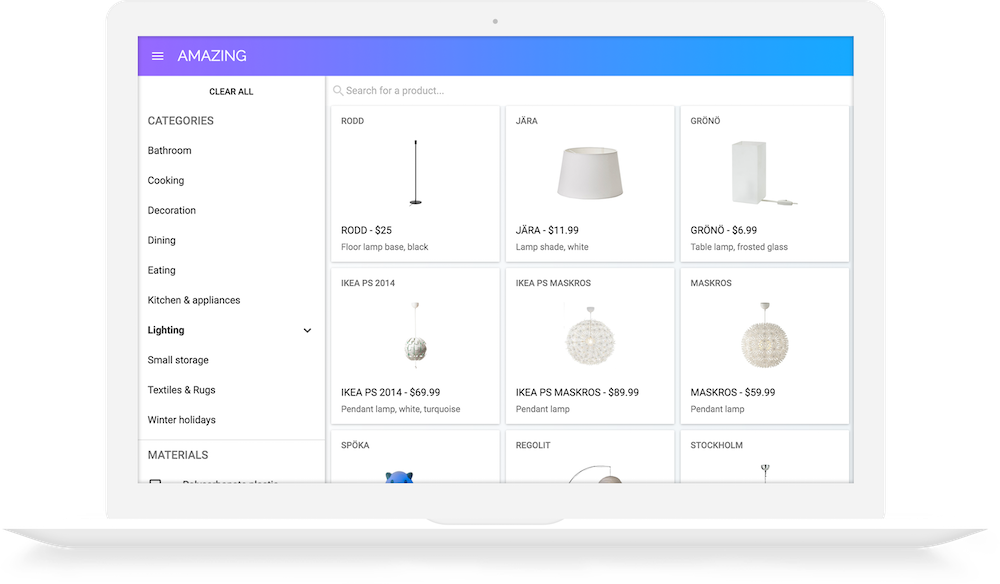 AMAZING
CLEAR ALL
CATEGORIES
Bathroom
Cooking
Decoration
Dining
Eating
Kitchen & appliances
Lighting
Small storage
Textiles & Rugs
Winter holidays
MATERIALS
Polycarbonate plastic
Search for a product...
RODD
RODD - $25
Floor lamp base, black
JÄRA
JÄRA - $11.99
Lamp shade, white
GRÖNÖ
GRÖNÖ - $6.99
Table lamp, frosted glass
IKEA PS 2014
IKEA PS 2014 - $69.99
Pendant lamp, white, turquoise
IKEA PS MASKROS
IKEA PS MASKROS - $89.99
Pendant lamp
MASKROS
MASKROS - $59.99
Pendant lamp
SPÖKA
REGOLIT
STOCKHOLM